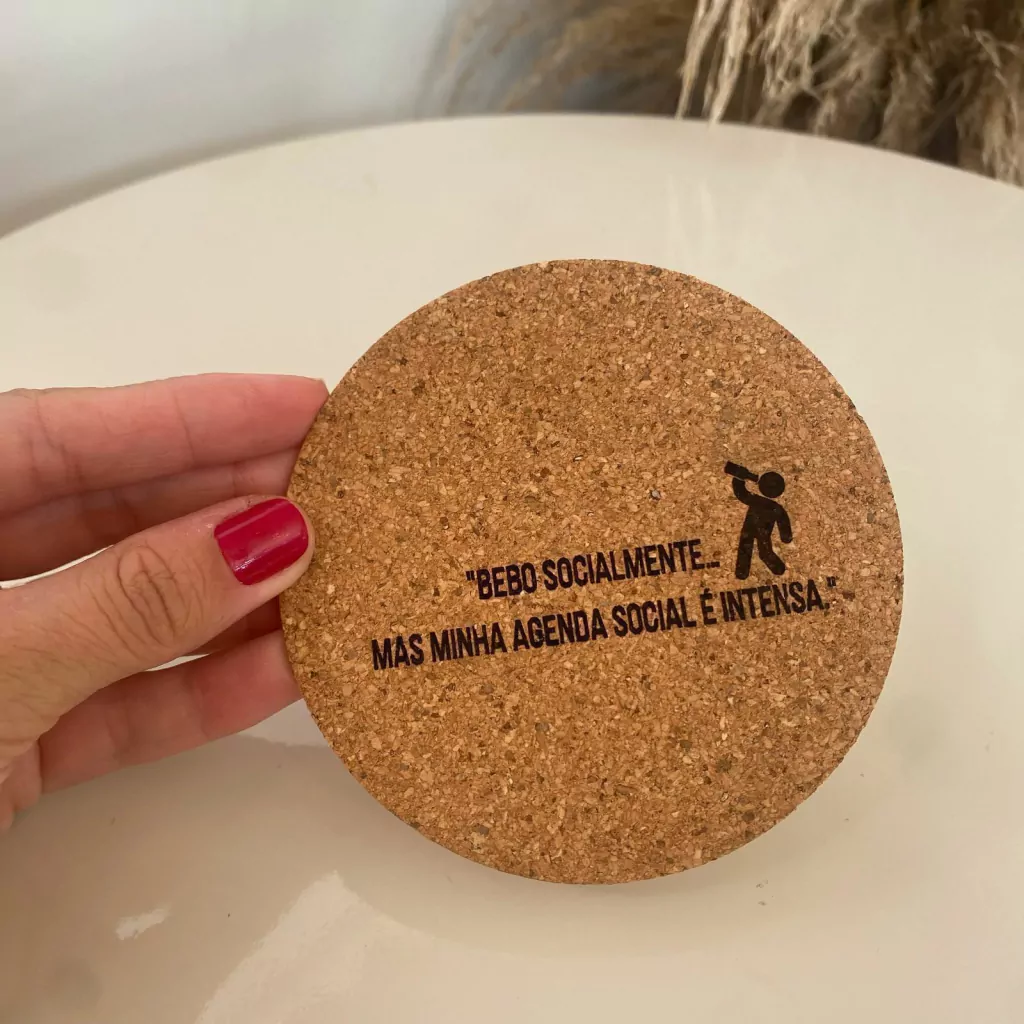 "BEBO SOCIALMENTE...
MAS MINHA AGENDA SOCIAL É INTENSA."